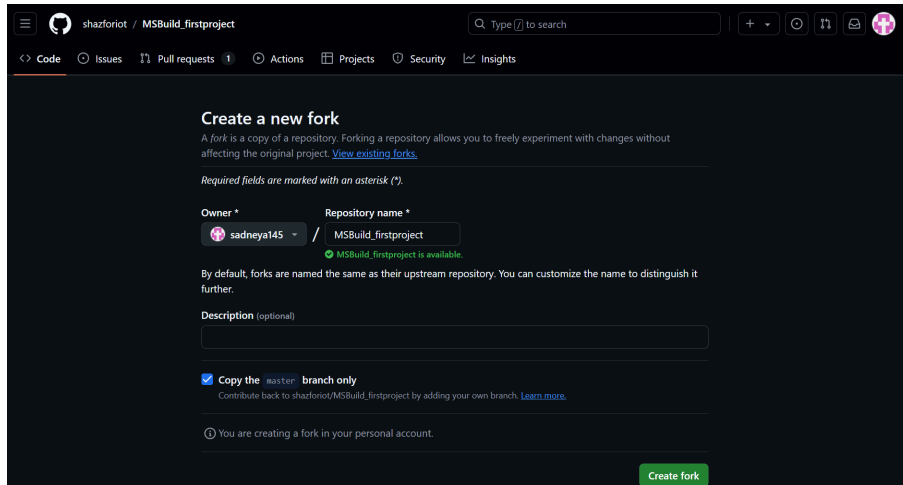 shazforiot / MSBuild_firstproject
Type / to search
<> Code Issues Pull requests 1 Actions Projects Security Insights
Create a new fork
A fork is a copy of a repository. Forking a repository allows you to freely experiment with changes without
affecting the original project. View existing forks.
Required fields are marked with an asterisk (*).
Owner * Repository name *
sadneya145 / MSBuild_firstproject
MSBuild_firstproject is available.
By default, forks are named the same as their upstream repository. You can customize the name to distinguish it
further.
Description (optional)
Copy the master branch only
Contribute back to shazforiot/MSBuild_firstproject by adding your own branch. Learn more.
You are creating a fork in your personal account.
Create fork